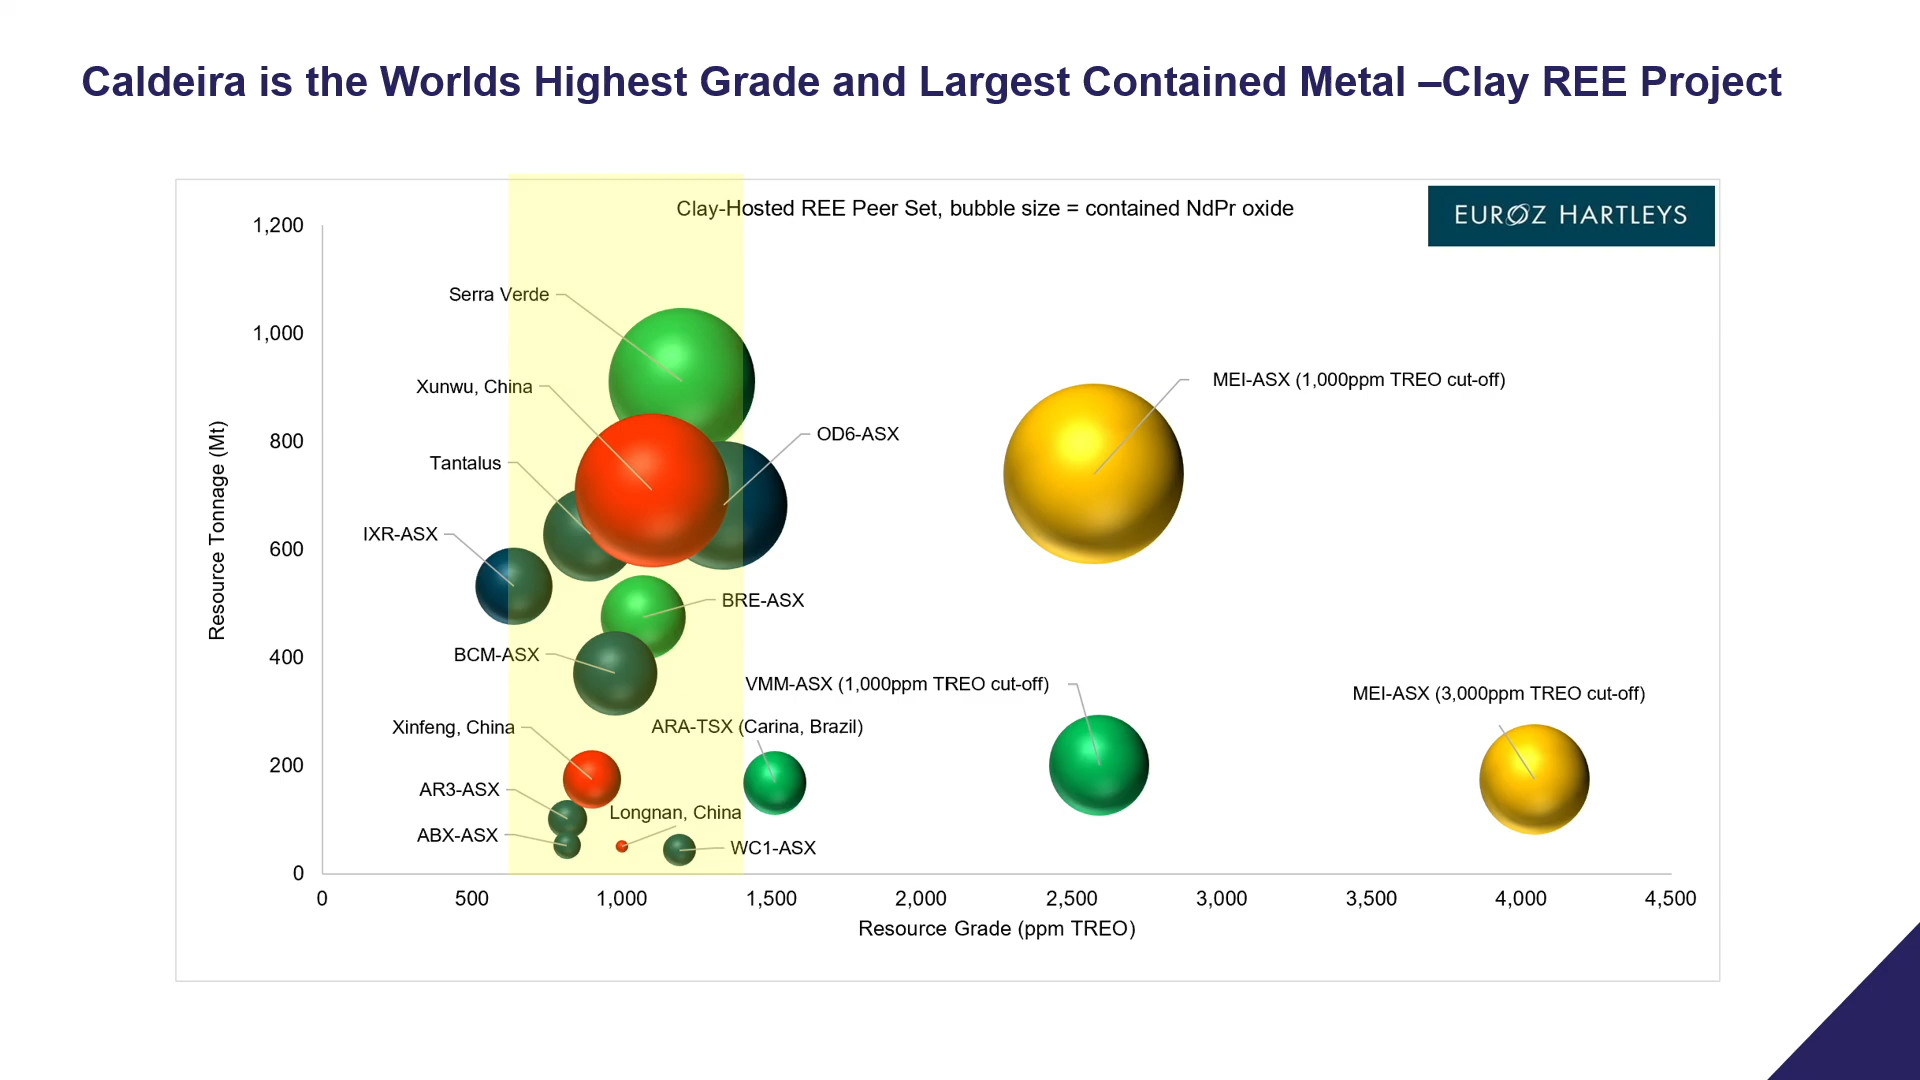 Caldeira is the Worlds Highest Grade and Largest Contained Metal –Clay REE Project
Clay-Hosted REE Peer Set, bubble size = contained NdPr oxide
EUROZ HARTLEYS
1,200
1,000
800
600
400
200
0
Resource Tonnage (Mt)
Serra Verde
Xunwu, China
Tantalus
IXR-ASX
OD6-ASX
MEI-ASX (1,000ppm TREO cut-off)
BRE-ASX
BCM-ASX
VMM-ASX (1,000ppm TREO cut-off)
MEI-ASX (3,000ppm TREO cut-off)
Xinfeng, China
ARA-TSX (Carina, Brazil)
AR3-ASX
Longnan, China
ABX-ASX
WC1-ASX
0
500
1,000
1,500
2,000
2,500
3,000
3,500
4,000
4,500
Resource Grade (ppm TREO)